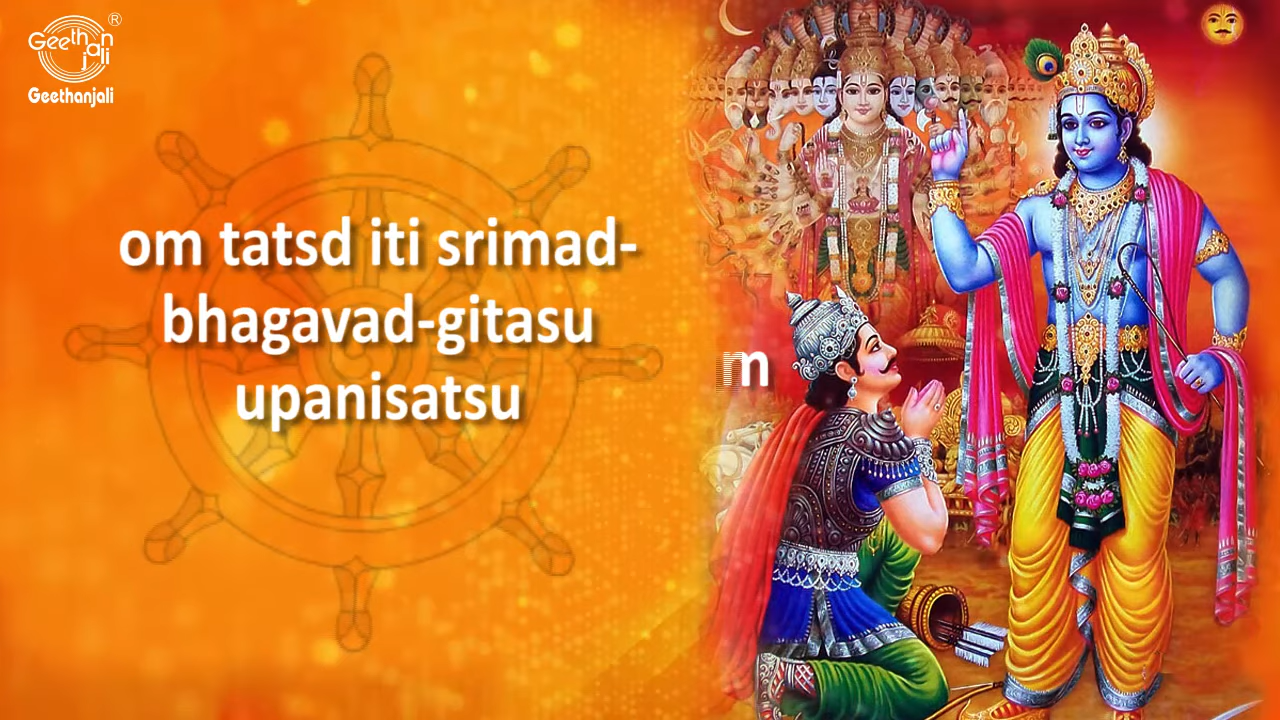 Geethanjali
®
Geethanjali
om tatsd iti srimad-
bhagavad-gitasu
upanisatsu
m